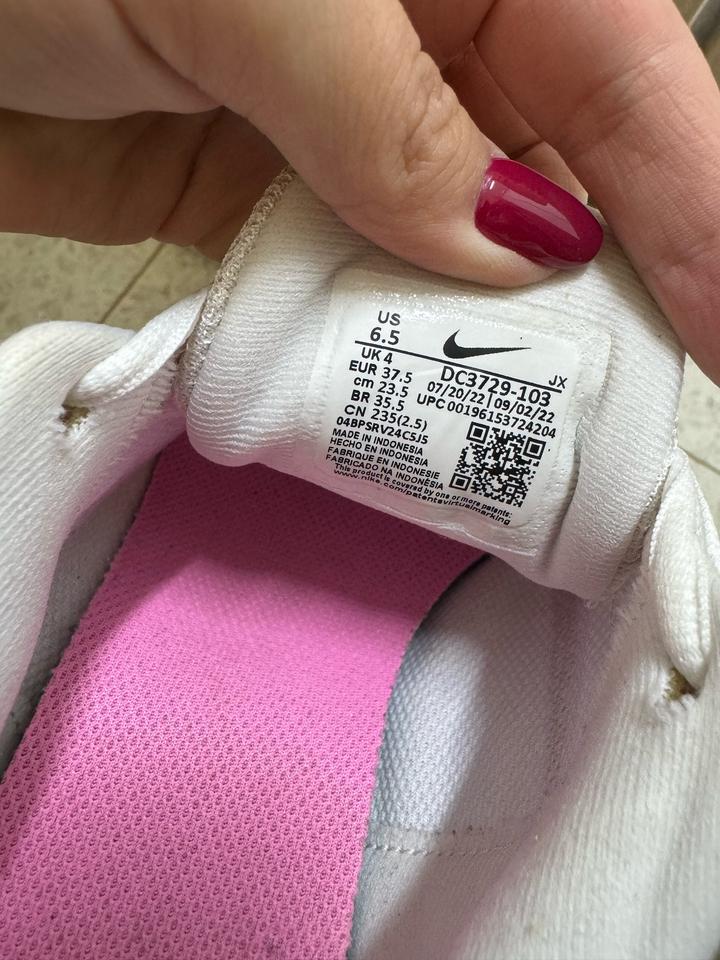 US
6.5
UK 4
EUR 37.5
cm 23.5
BR 35.5
CN 235(2.5)
04BPSRV24C5J5
JX
DC3729-103
07/20/22 | 09/02/22
UPC 00196153724204
MADE IN INDONESIA
HECHO EN INDONESIA
FABRIQUE EN INDONESIE
FABRICADO NA INDONÉSIA
This product is covered by one or more patents:
www.nike.com/patentsvirtualmarking